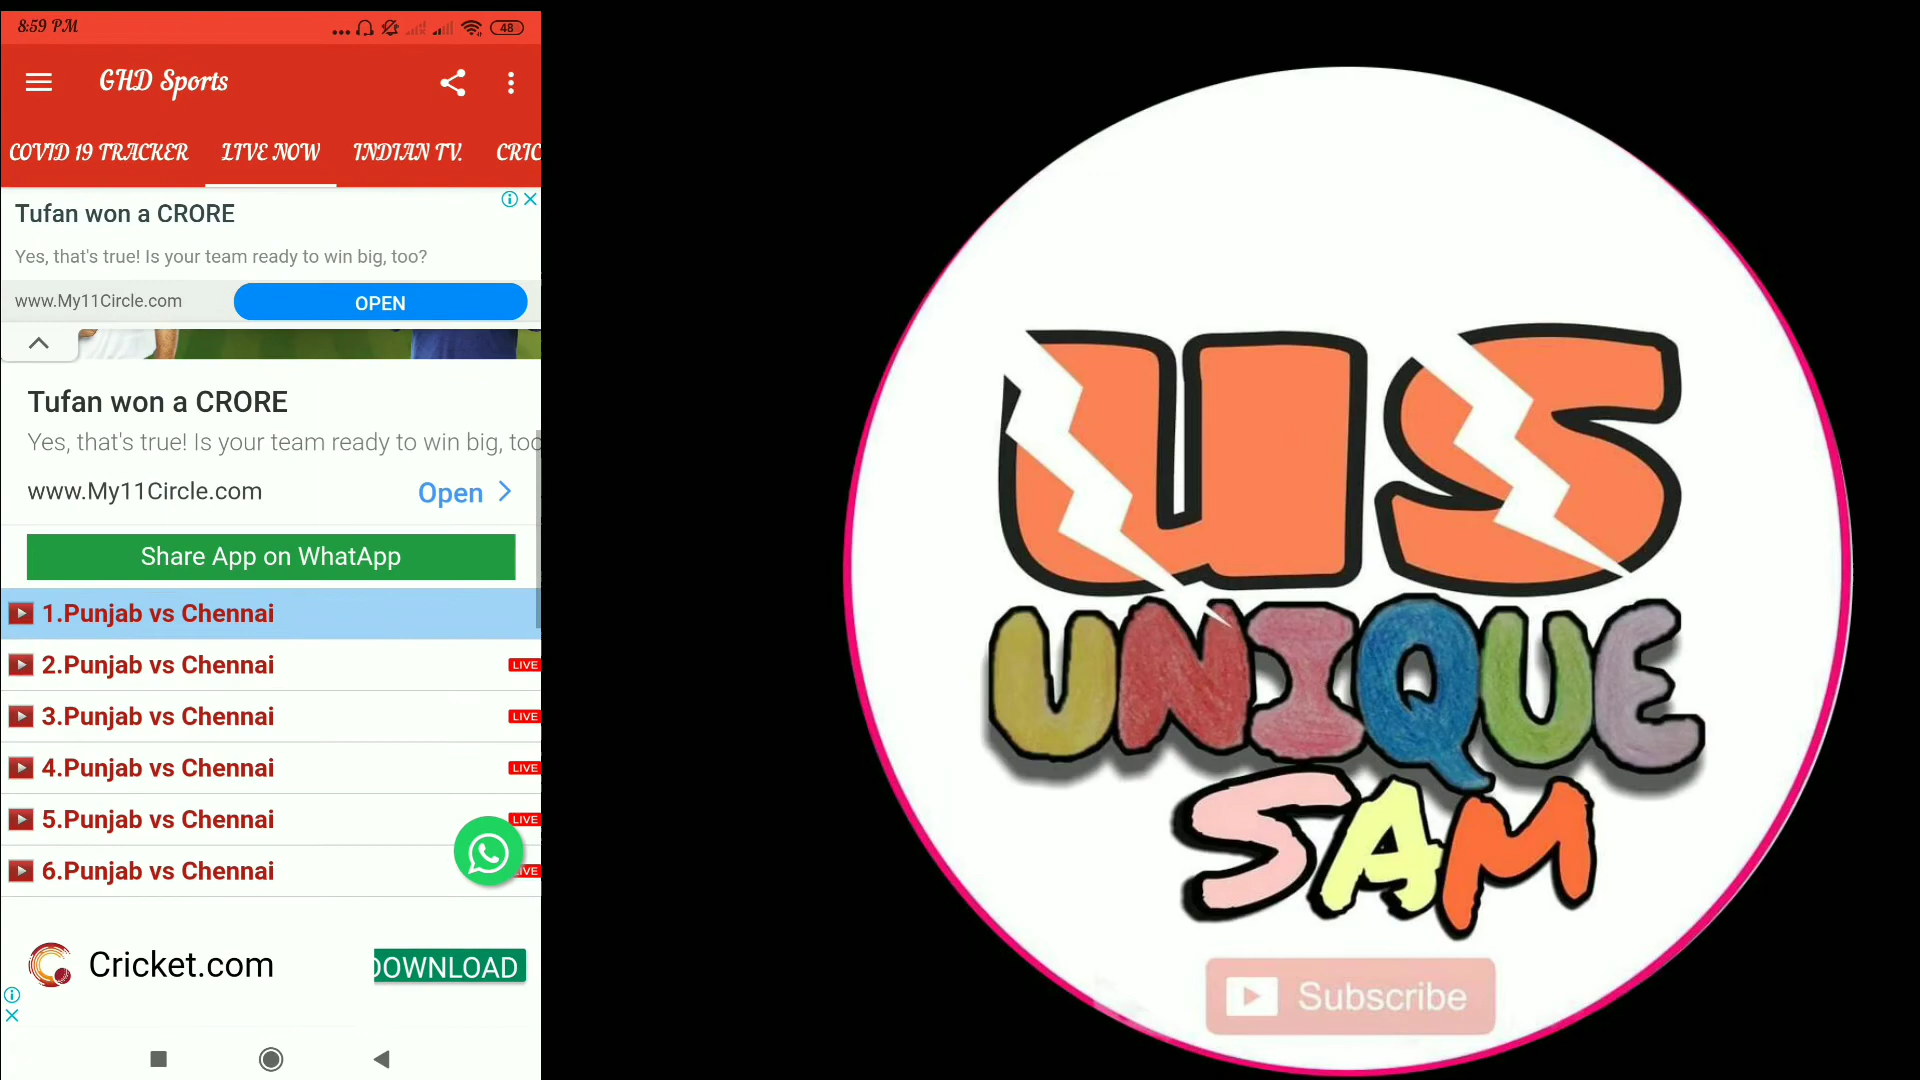 8:59 PM
48
GHD Sports
COVID 19 TRACKER
LIVE NOW
INDIAN TV.
CRIC
Tufan won a CRORE
Yes, that's true! Is your team ready to win big, too?
www.My11Circle.com
OPEN
Tufan won a CRORE
Yes, that's true! Is your team ready to win big, too
www.My11Circle.com
Open
Share App on WhatApp
1.Punjab vs Chennai
2.Punjab vs Chennai
LIVE
3.Punjab vs Chennai
LIVE
4.Punjab vs Chennai
LIVE
5.Punjab vs Chennai
LIVE
6.Punjab vs Chennai
IVE
Cricket.com
DOWNLOAD
US
UNIQUE
SAM
Subscribe